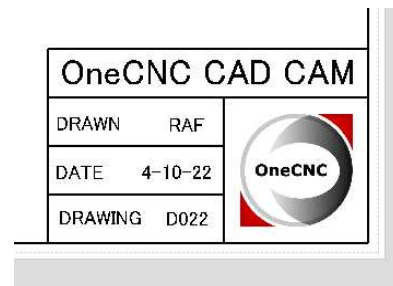 OneCNC CAD CAM
DRAWN RAF
DATE 4-10-22
OneCNC
DRAWING D022